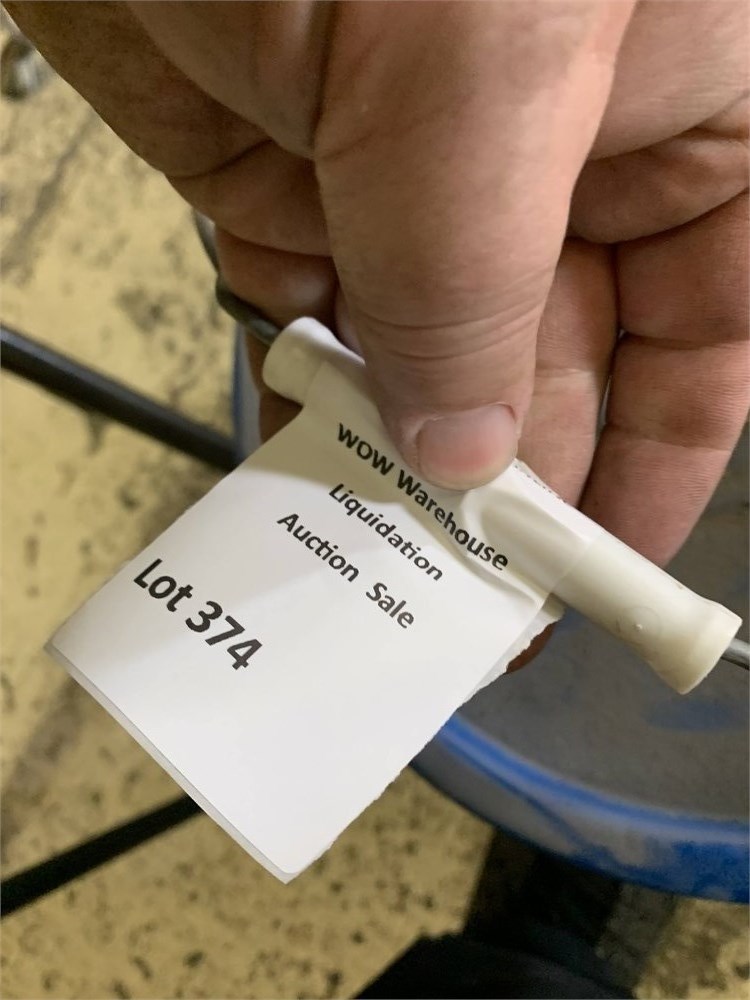 WOW Warehouse
Liquidation
Auction Sale
Lot 374